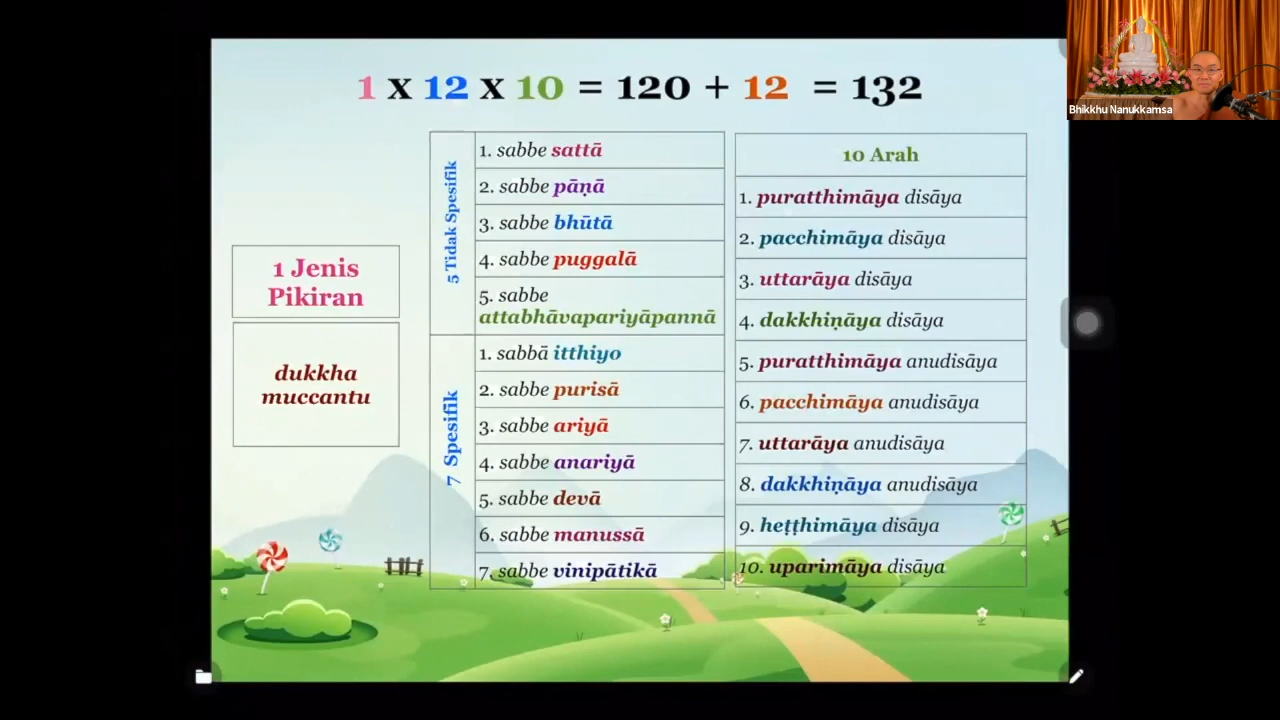 1 x 12 x 10 = 120 + 12 = 132
Bhikkhu Nanukkamsa
1 Jenis
Pikiran
dukkha
muccantu
5 Tidak Spesifik
1. sabbe sattā
2. sabbe pāṇā
3. sabbe bhūtā
4. sabbe puggalā
5. sabbe
attabhāvapariyāpannā
7 Spesifik
1. sabbā itthiyo
2. sabbe purisā
3. sabbe ariyā
4. sabbe anariyā
5. sabbe devā
6. sabbe manussā
7. sabbe vinipātikā
10 Arah
1. puratthimāya disāya
2. pacchimāya disāya
3. uttarāya disāya
4. dakkhiṇāya disāya
5. puratthimāya anudisāya
6. pacchimāya anudisāya
7. uttarāya anudisāya
8. dakkhiṇāya anudisāya
9. heṭṭhimāya disāya
10. uparimāya disāya